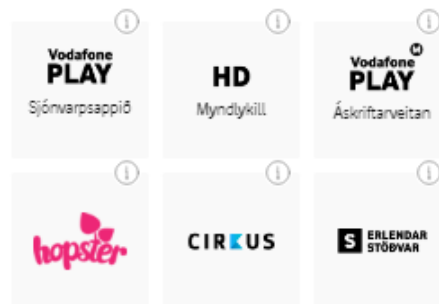 Vodafone
PLAY
Sjónvarpsappið
HD
Myndlykill
Vodafone
PLAY
Áskriftarveitan
hopster
CIRKUS
S ERLENDAR
STÖÐVAR